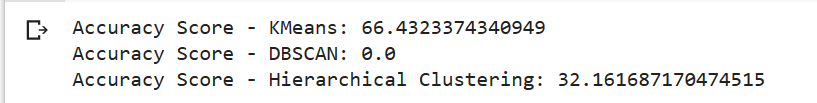 Accuracy Score - KMeans: 66.4323374340949
Accuracy Score - DBSCAN: 0.0
Accuracy Score - Hierarchical Clustering: 32.161687170474515